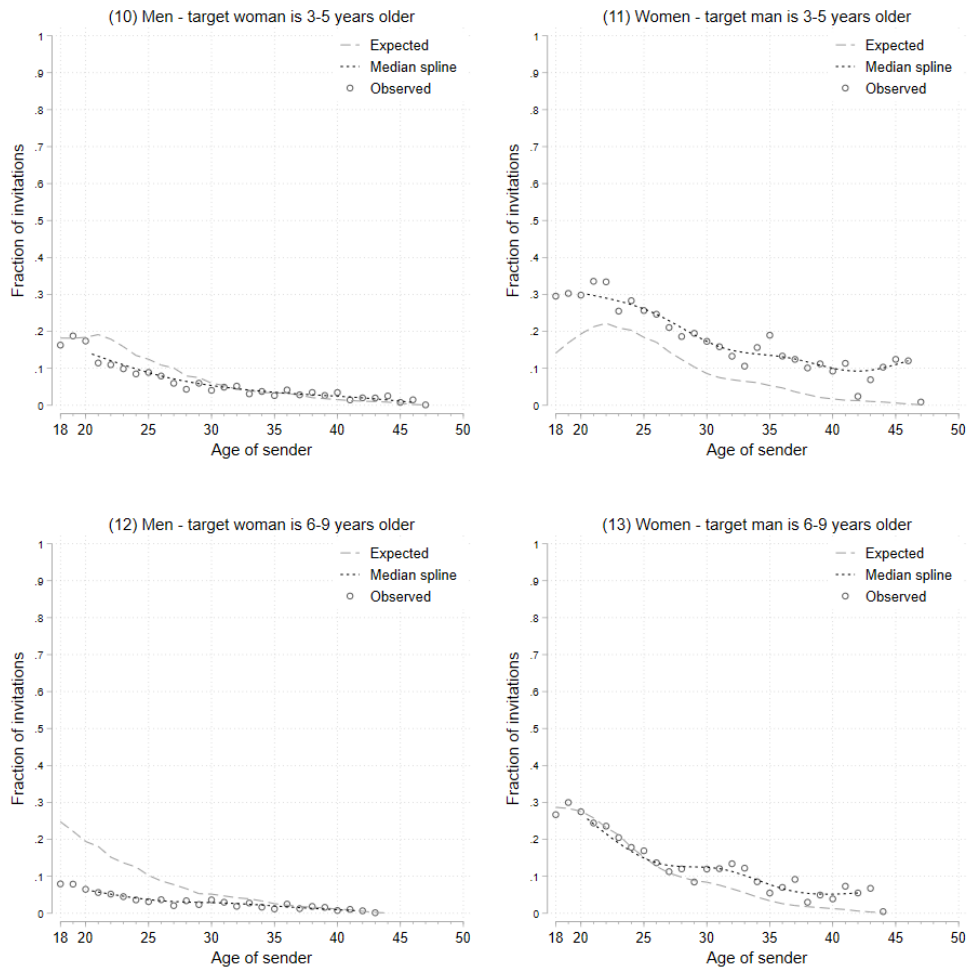 (10) Men - target woman is 3-5 years older
Expected
Median spline
Observed
1
.9
.8
.7
.6
.5
.4
.3
.2
.1
0
Fraction of invitations
18 20 25 30 35 40 45 50
Age of sender
(11) Women - target man is 3-5 years older
Expected
Median spline
Observed
1
.9
.8
.7
.6
.5
.4
.3
.2
.1
0
Fraction of invitations
18 20 25 30 35 40 45 50
Age of sender
(12) Men - target woman is 6-9 years older
Expected
Median spline
Observed
1
.9
.8
.7
.6
.5
.4
.3
.2
.1
0
Fraction of invitations
18 20 25 30 35 40 45 50
Age of sender
(13) Women - target man is 6-9 years older
Expected
Median spline
Observed
1
.9
.8
.7
.6
.5
.4
.3
.2
.1
0
Fraction of invitations
18 20 25 30 35 40 45 50
Age of sender